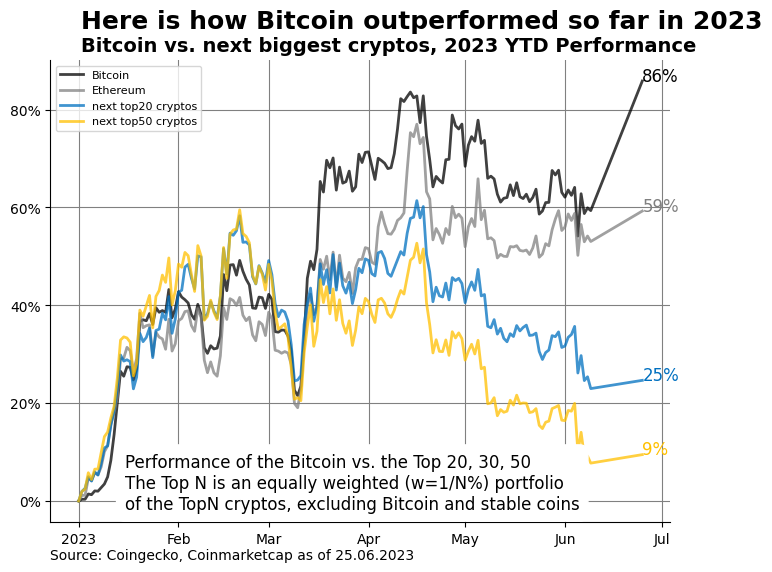 Here is how Bitcoin outperformed so far in 2023
Bitcoin vs. next biggest cryptos, 2023 YTD Performance
Bitcoin
Ethereum
next top20 cryptos
next top50 cryptos
86%
59%
25%
9%
80%
60%
40%
20%
0%
Performance of the Bitcoin vs. the Top 20, 30, 50
The Top N is an equally weighted (w=1/N%) portfolio
of the TopN cryptos, excluding Bitcoin and stable coins
2023 Feb Mar Apr May Jun Jul
Source: Coingecko, Coinmarketcap as of 25.06.2023